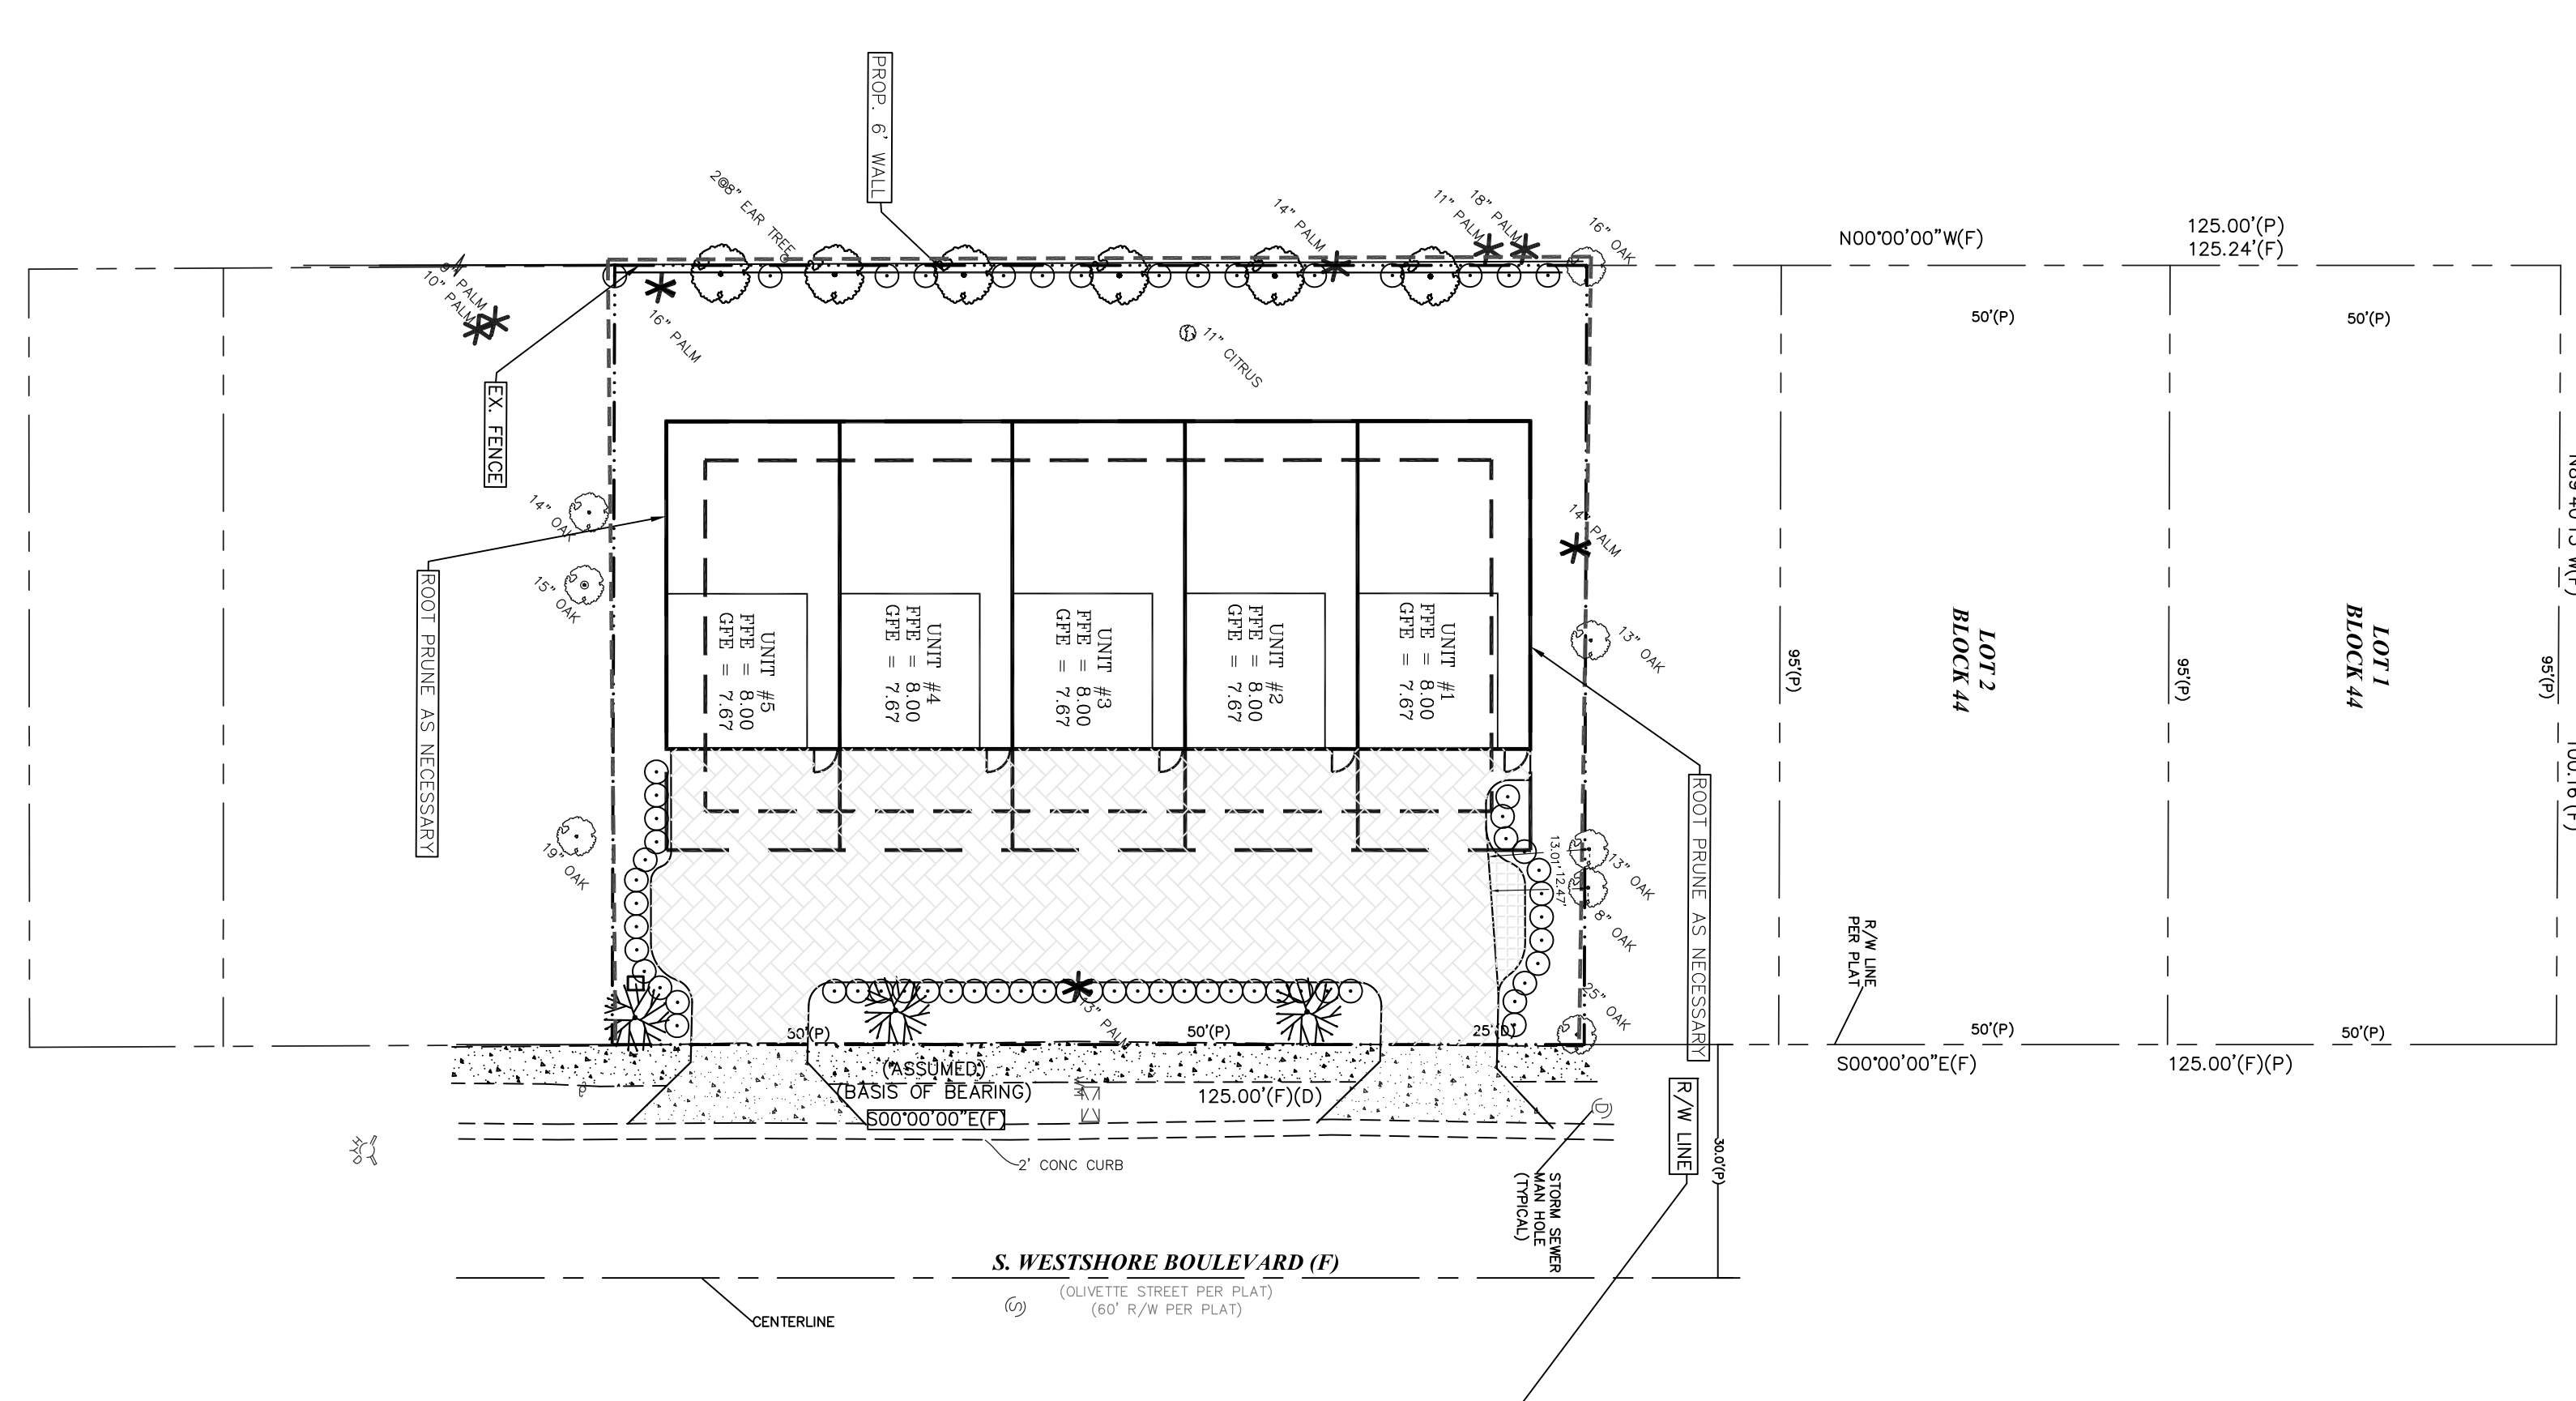 PROP. 6' WALL
2@8" EAR TREE
14" PALM
11" PALM
18" PALM
16" OAK
N00°00'00"W(F)
125.00'(P)
125.24'(F)
9" PALM
10" PALM
16" PALM
11" CITRUS
50'(P)
50'(P)
EX. FENCE
14" OAK
15" OAK
19" OAK
ROOT PRUNE AS NECESSARY
UNIT #5
FFE = 8.00
GFE = 7.67
UNIT #4
FFE = 8.00
GFE = 7.67
UNIT #3
FFE = 8.00
GFE = 7.67
UNIT #2
FFE = 8.00
GFE = 7.67
UNIT #1
FFE = 8.00
GFE = 7.67
14" PALM
13" OAK
13" OAK
8" OAK
25" OAK
13.01'
12.47'
ROOT PRUNE AS NECESSARY
95'(P)
LOT 2
BLOCK 44
95'(P)
LOT 1
BLOCK 44
95'(P)
100.16'(F)
R/W LINE
PER PLAT
13" PALM
50'(P)
50'(P)
25'(D)
50'(P)
50'(P)
(ASSUMED)
(BASIS OF BEARING)
S00°00'00"E(F)
125.00'(F)(D)
S00°00'00"E(F)
125.00'(F)(P)
WM
(D)
HYD
2' CONC CURB
STORM SEWER
MAN HOLE
(TYPICAL)
R/W LINE
30.0'(P)
S. WESTSHORE BOULEVARD (F)
(OLIVETTE STREET PER PLAT)
(60' R/W PER PLAT)
(S)
CENTERLINE